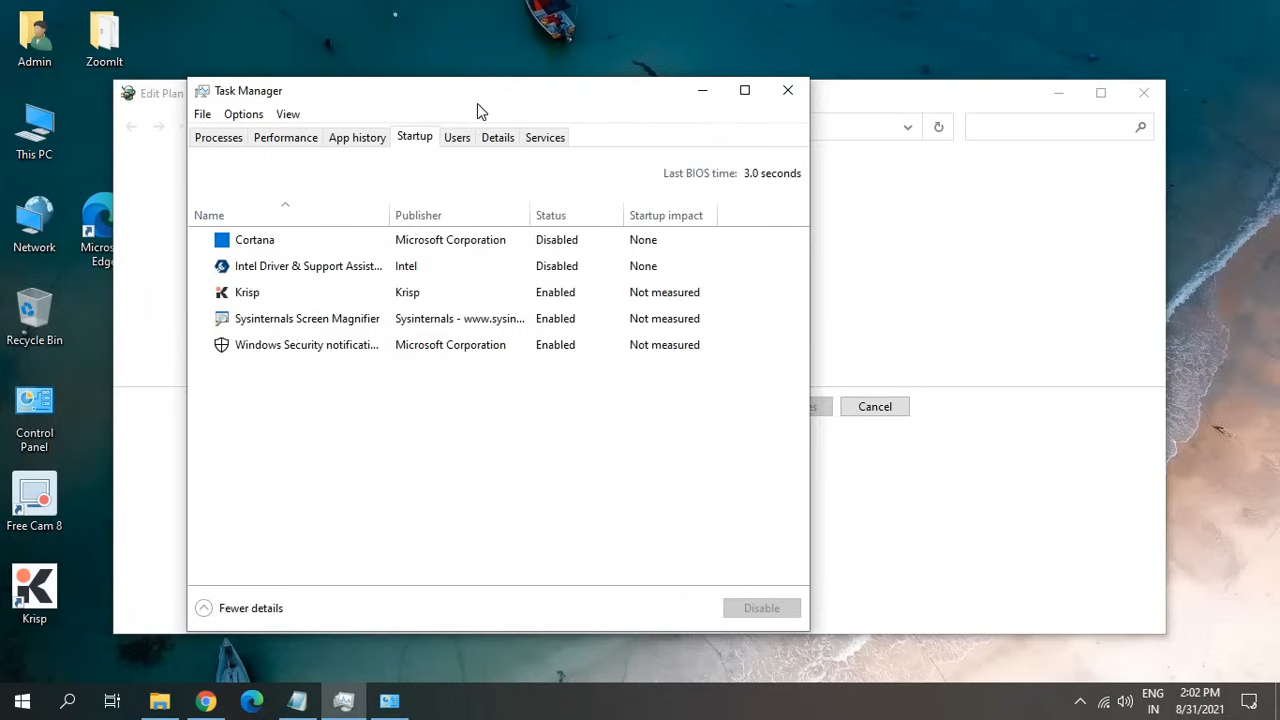 Admin
ZoomIt
This PC
Network
Micros
Edge
Recycle Bin
Control
Panel
Free Cam 8
Krisp
Edit Plan
Task Manager
File Options View
Processes Performance App history Startup Users Details Services
Last BIOS time: 3.0 seconds
Name Publisher Status Startup impact
Cortana Microsoft Corporation Disabled None
Intel Driver & Support Assist... Intel Disabled None
Krisp Krisp Enabled Not measured
Sysinternals Screen Magnifier Sysinternals - www.sysin... Enabled Not measured
Windows Security notificati... Microsoft Corporation Enabled Not measured
Cancel
Fewer details Disable
ENG
IN
2:02 PM
8/31/2021